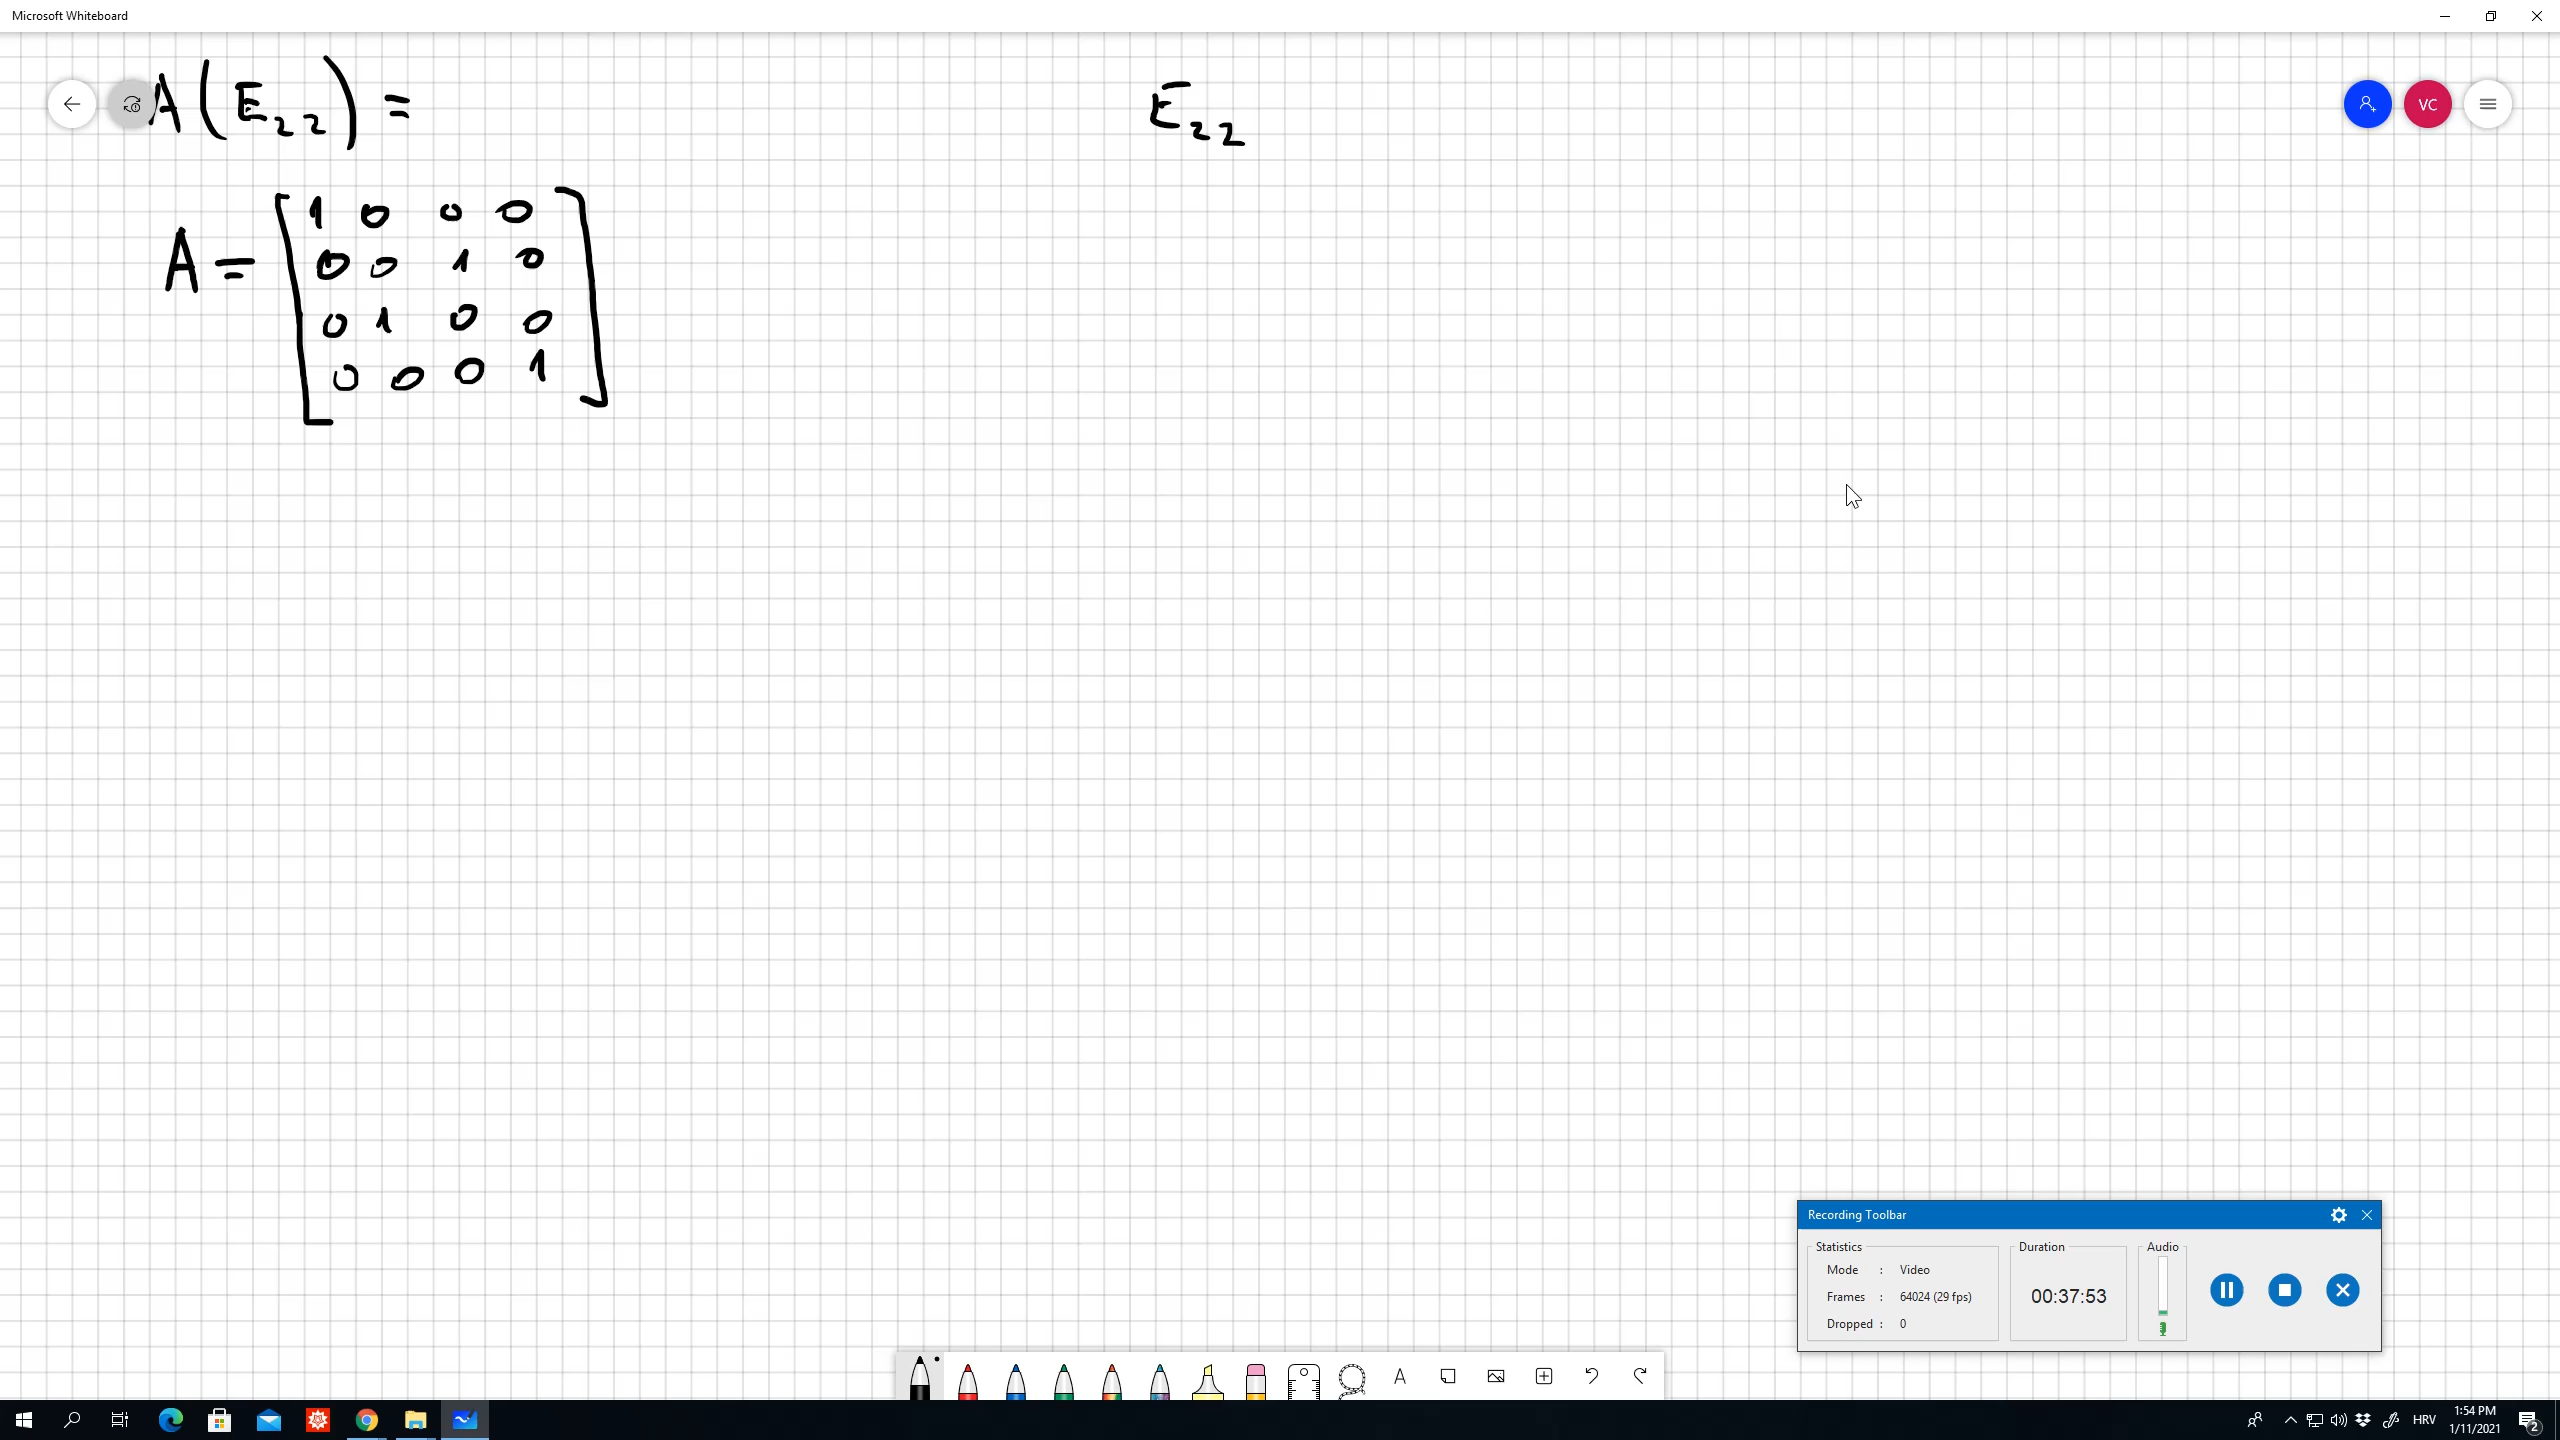 Microsoft Whiteboard
A(E22) = E22
VC
A = [1 0 0 0
0 0 1 0
0 1 0 0
0 0 0 1]
Recording Toolbar
Statistics Duration Audio
Mode : Video
Frames : 64024 (29 fps) 00:37:53
Dropped : 0
A
HRV
1:54 PM
1/11/2021
2